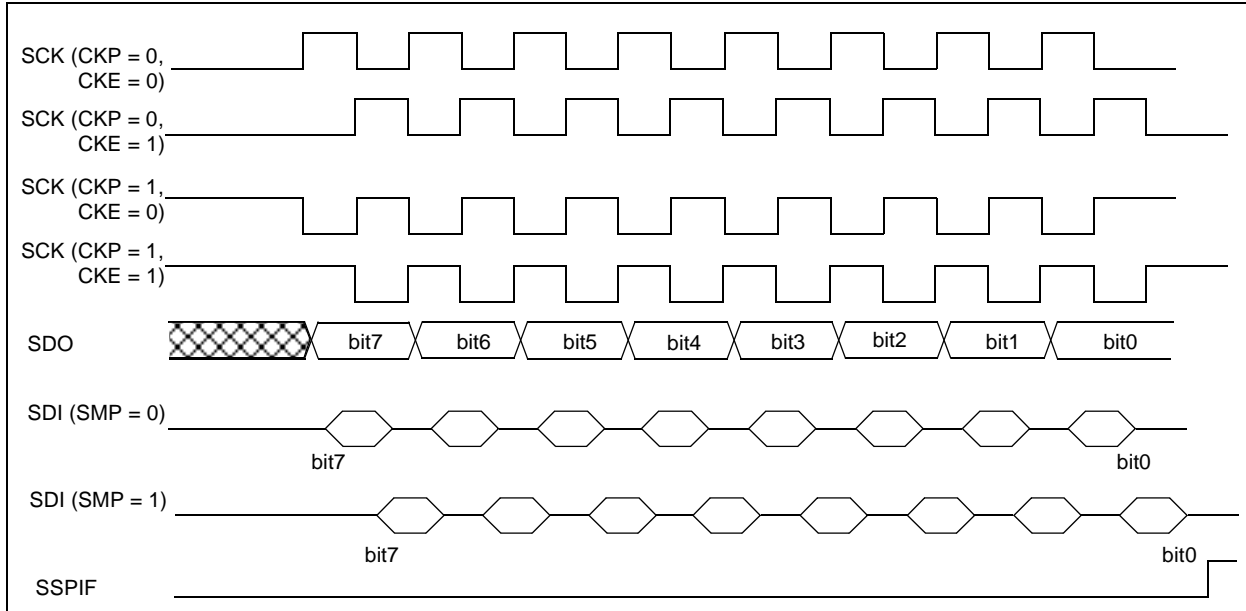 SCK (CKP = 0,
CKE = 0)
SCK (CKP = 0,
CKE = 1)
SCK (CKP = 1,
CKE = 0)
SCK (CKP = 1,
CKE = 1)
SDO
bit7 bit6 bit5 bit4 bit3 bit2 bit1 bit0
SDI (SMP = 0)
bit7 bit0
SDI (SMP = 1)
bit7 bit0
SSPIF